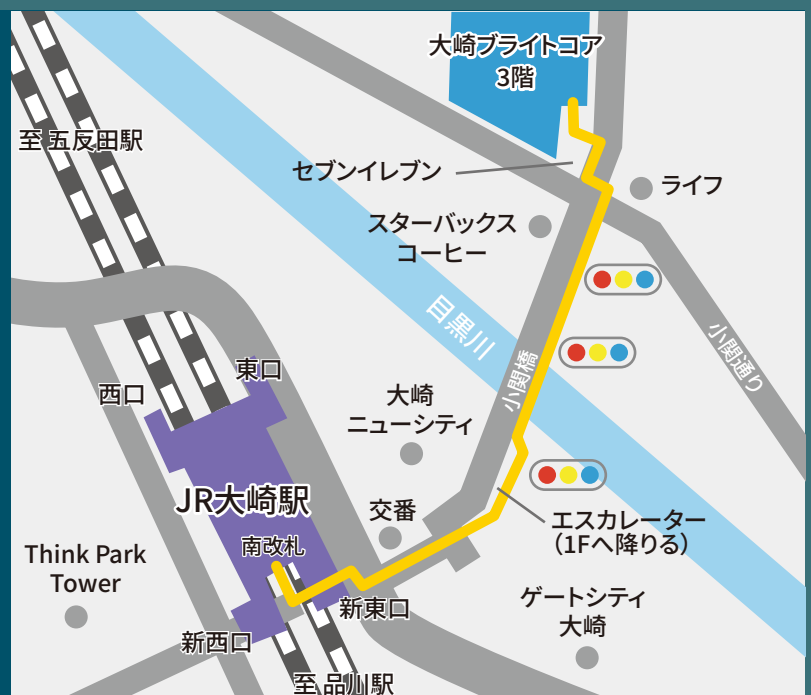 大崎ブライトコア
3階
至 五反田駅
セブンイレブン
ライフ
スターバックス
コーヒー
目黒川
小関通り
小関橋
東口
西口
大崎
ニューシティ
JR大崎駅
交番
エスカレーター
（1Fへ降りる）
南改札
Think Park
Tower
新東口
ゲートシティ
大崎
新西口
至 品川駅